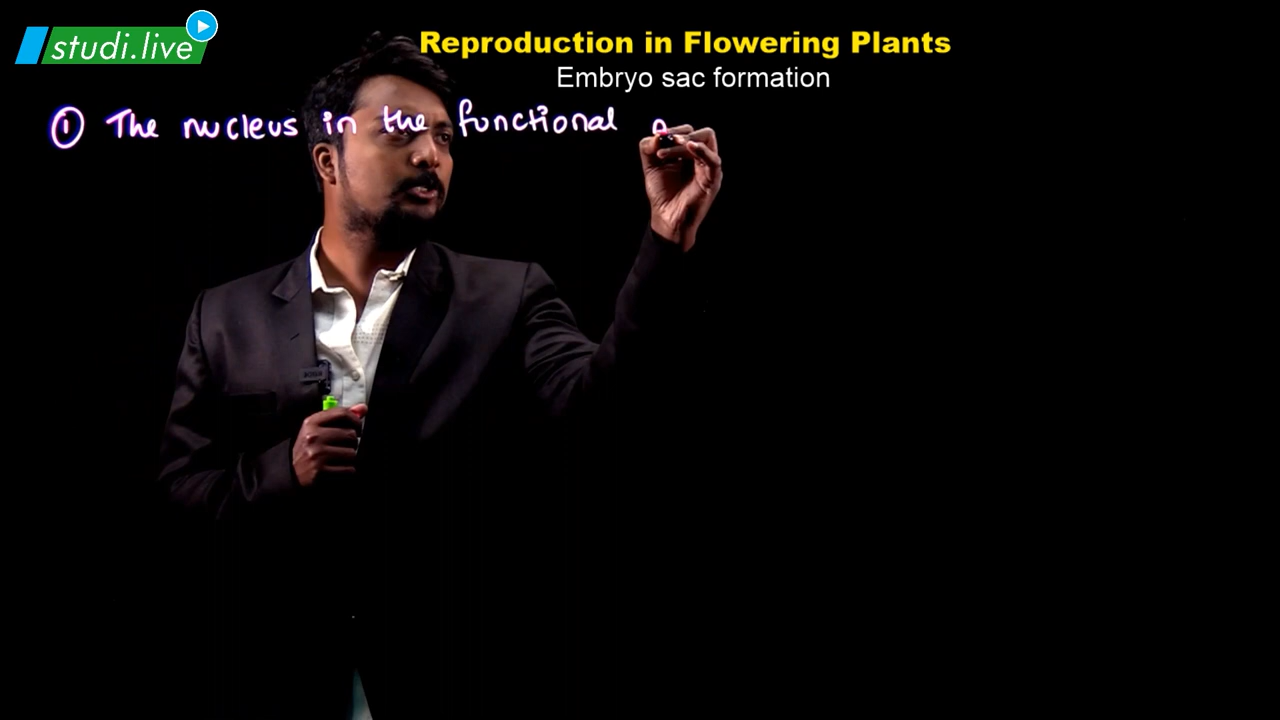 studi.live
Reproduction in Flowering Plants
Embryo sac formation
① The nucleus in the functional